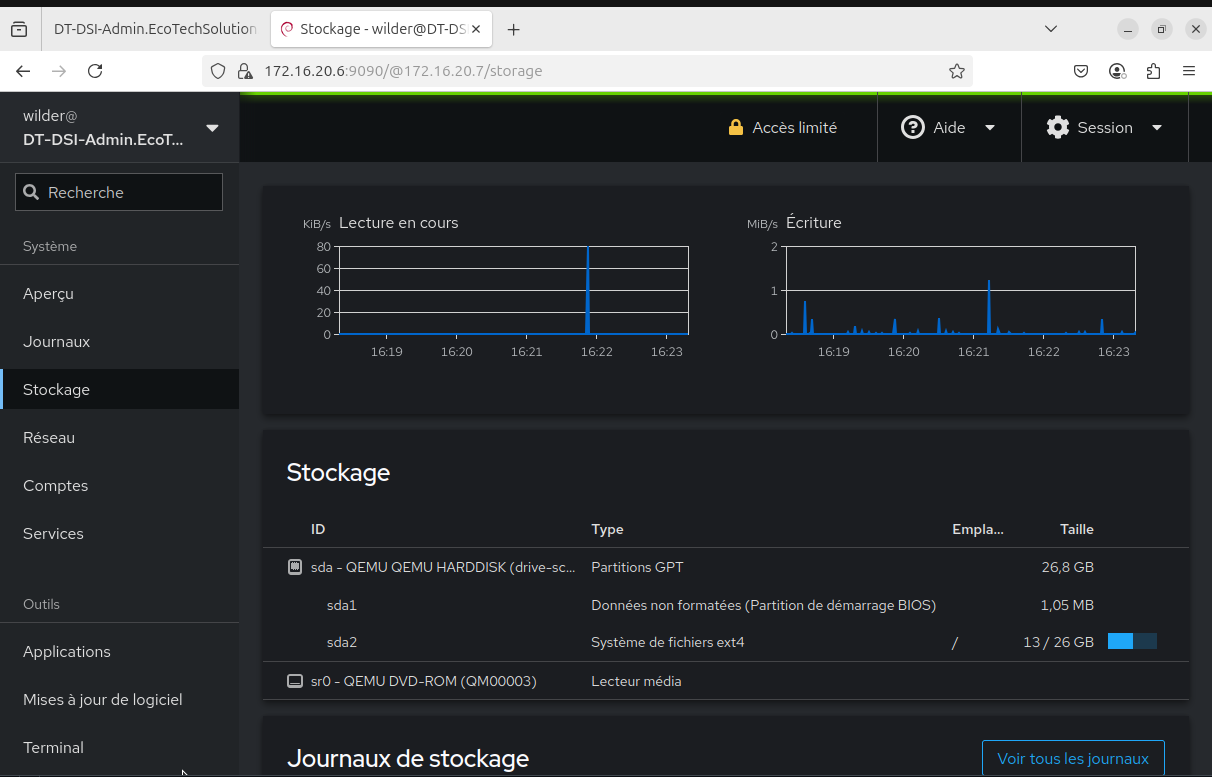 DT-DSI-Admin.EcoTechSolution
Stockage - wilder@DT-DS
172.16.20.6:9090/@172.16.20.7/storage
wilder@
DT-DSI-Admin.EcoT...
Accès limité
Aide
Session
Recherche
Système
Aperçu
Journaux
Stockage
Réseau
Comptes
Services
Outils
Applications
Mises à jour de logiciel
Terminal
KiB/s Lecture en cours
80
60
40
20
0
16:19 16:20 16:21 16:22 16:23
MiB/s Écriture
2
1
0
16:19 16:20 16:21 16:22 16:23
Stockage
ID Type Empla... Taille
sda - QEMU QEMU HARDDISK (drive-sc... Partitions GPT 26,8 GB
sda1 Données non formatées (Partition de démarrage BIOS) 1,05 MB
sda2 Système de fichiers ext4 / 13 / 26 GB
sr0 - QEMU DVD-ROM (QM00003) Lecteur média
Journaux de stockage
Voir tous les journaux